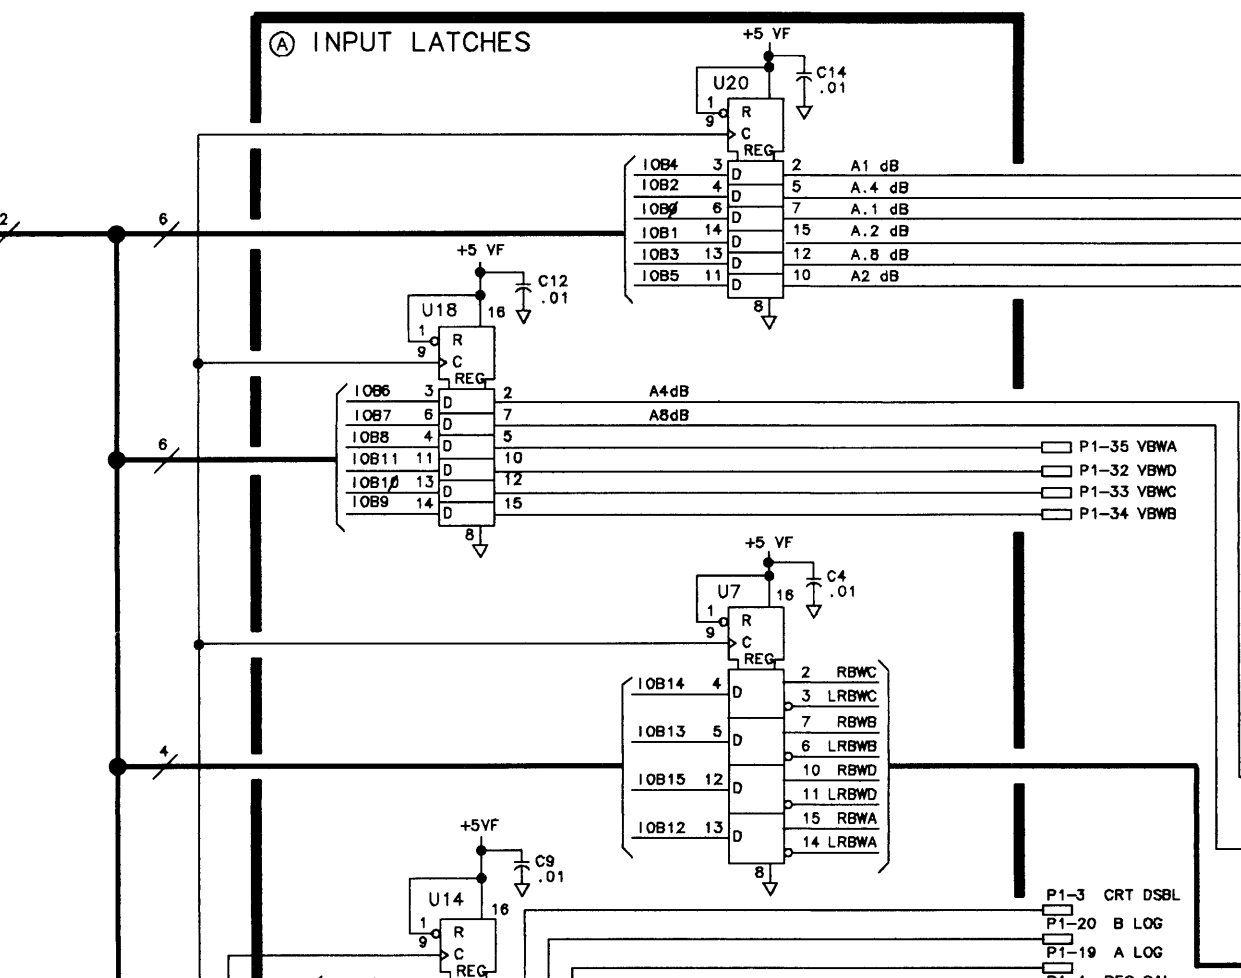 Ⓐ INPUT LATCHES
+5 VF
C14
.01
U20
1
R
9
C
REG
IOB4 3 D 2 A1 dB
IOB2 4 D 5 A.4 dB
IOB0 6 D 7 A.1 dB
IOB1 14 D 15 A.2 dB
IOB3 13 D 12 A.8 dB
IOB5 11 D 10 A2 dB
8
2
6
+5 VF
C12
.01
U18
16
1
R
9
C
REG
IOB6 3 D 2 A4dB
IOB7 6 D 7 A8dB
IOB8 4 D 5 P1-35 VBWA
IOB11 11 D 10 P1-32 VBWD
IOB10 13 D 12 P1-33 VBWC
IOB9 14 D 15 P1-34 VBWB
8
6
+5 VF
C4
.01
U7
16
1
R
9
C
REG
IOB14 4 D 2 RBWC
3 LRBWC
IOB13 5 D 7 RBWB
6 LRBWB
IOB15 12 D 10 RBWD
11 LRBWD
IOB12 13 D 15 RBWA
14 LRBWA
8
4
+5VF
C9
.01
U14
16
1
R
9
C
REG
P1-3 CRT DSBL
P1-20 B LOG
P1-19 A LOG